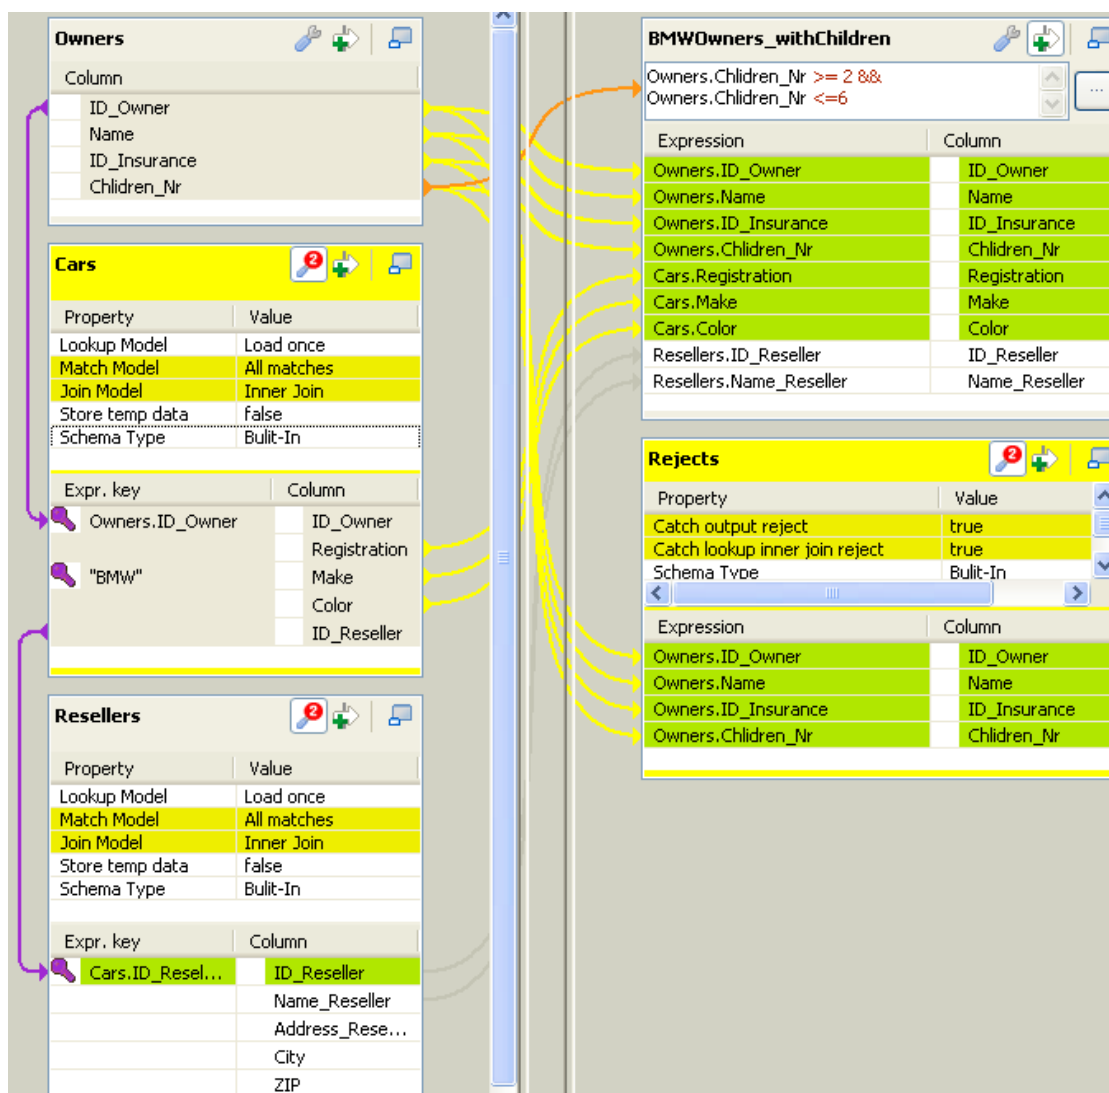 Owners
Column
ID_Owner
Name
ID_Insurance
Chlidren_Nr
Cars
2
Property Value
Lookup Model Load once
Match Model All matches
Join Model Inner Join
Store temp data false
Schema Type Bulit-In
Expr. key Column
Owners.ID_Owner ID_Owner
Registration
"BMW" Make
Color
ID_Reseller
Resellers
2
Property Value
Lookup Model Load once
Match Model All matches
Join Model Inner Join
Store temp data false
Schema Type Bulit-In
Expr. key Column
Cars.ID_Resel... ID_Reseller
Name_Reseller
Address_Rese...
City
ZIP
BMWOwners_withChildren
Owners.Chlidren_Nr >= 2 &&
Owners.Chlidren_Nr <=6
...
Expression Column
Owners.ID_Owner ID_Owner
Owners.Name Name
Owners.ID_Insurance ID_Insurance
Owners.Chlidren_Nr Chlidren_Nr
Cars.Registration Registration
Cars.Make Make
Cars.Color Color
Resellers.ID_Reseller ID_Reseller
Resellers.Name_Reseller Name_Reseller
Rejects
2
Property Value
Catch output reject true
Catch lookup inner join reject true
Schema Type Bulit-In
Expression Column
Owners.ID_Owner ID_Owner
Owners.Name Name
Owners.ID_Insurance ID_Insurance
Owners.Chlidren_Nr Chlidren_Nr